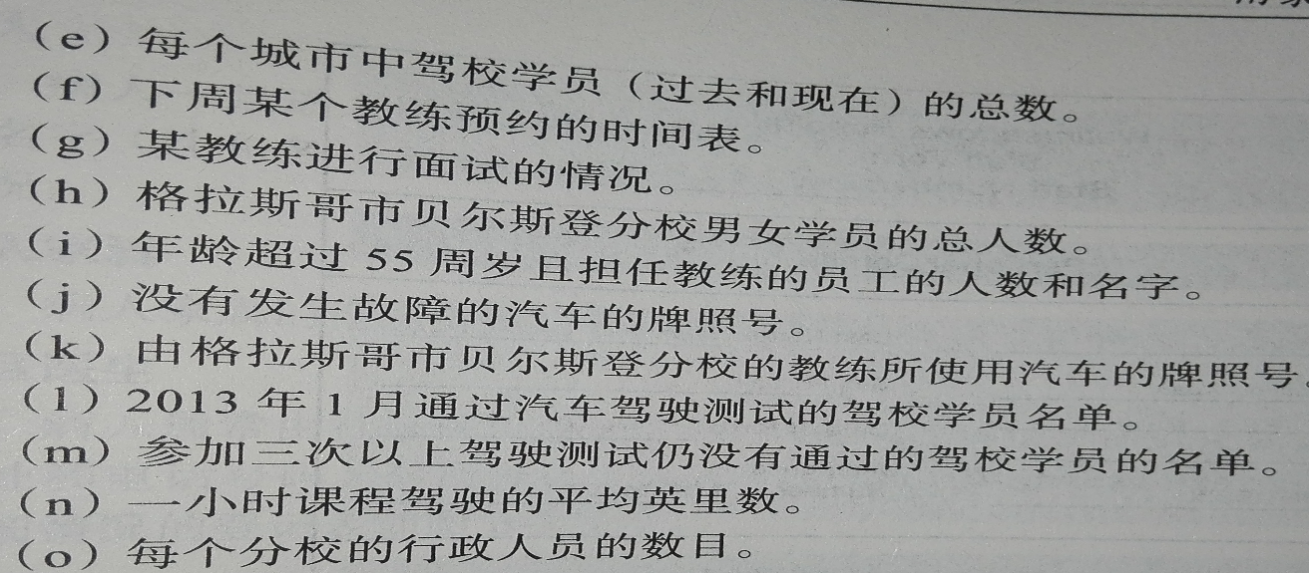 （e）每个城市中驾校学员（过去和现在）的总数。
（f）下周某个教练预约的时间表。
（g）某教练进行面试的情况。
（h）格拉斯哥市贝尔斯登分校男女学员的总人数。
（i）年龄超过 55 周岁且担任教练的员工的人数和名字。
（j）没有发生故障的汽车的牌照号。
（k）由格拉斯哥市贝尔斯登分校的教练所使用汽车的牌照号
（l）2013 年 1 月通过汽车驾驶测试的驾校学员名单。
（m）参加三次以上驾驶测试仍没有通过的驾校学员的名单。
（n）一小时课程驾驶的平均英里数。
（o）每个分校的行政人员的数目。